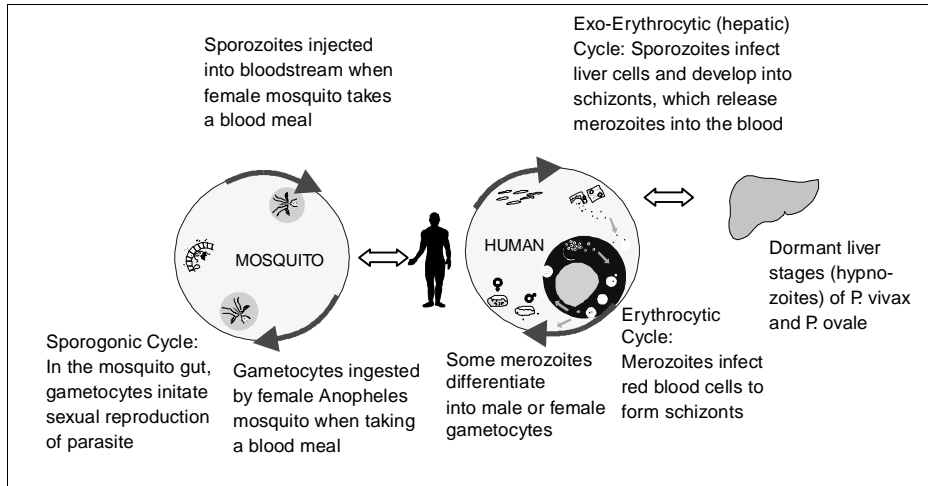 Sporozoites injected
into bloodstream when
female mosquito takes
a blood meal
Exo-Erythrocytic (hepatic)
Cycle: Sporozoites infect
liver cells and develop into
schizonts, which release
merozoites into the blood
MOSQUITO
HUMAN
Dormant liver
stages (hypno-
zoites) of P. vivax
and P. ovale
Sporogonic Cycle:
In the mosquito gut,
gametocytes initate
sexual reproduction
of parasite
Gametocytes ingested
by female Anopheles
mosquito when taking
a blood meal
Some merozoites
differentiate
into male or female
gametocytes
Erythrocytic
Cycle:
Merozoites infect
red blood cells to
form schizonts